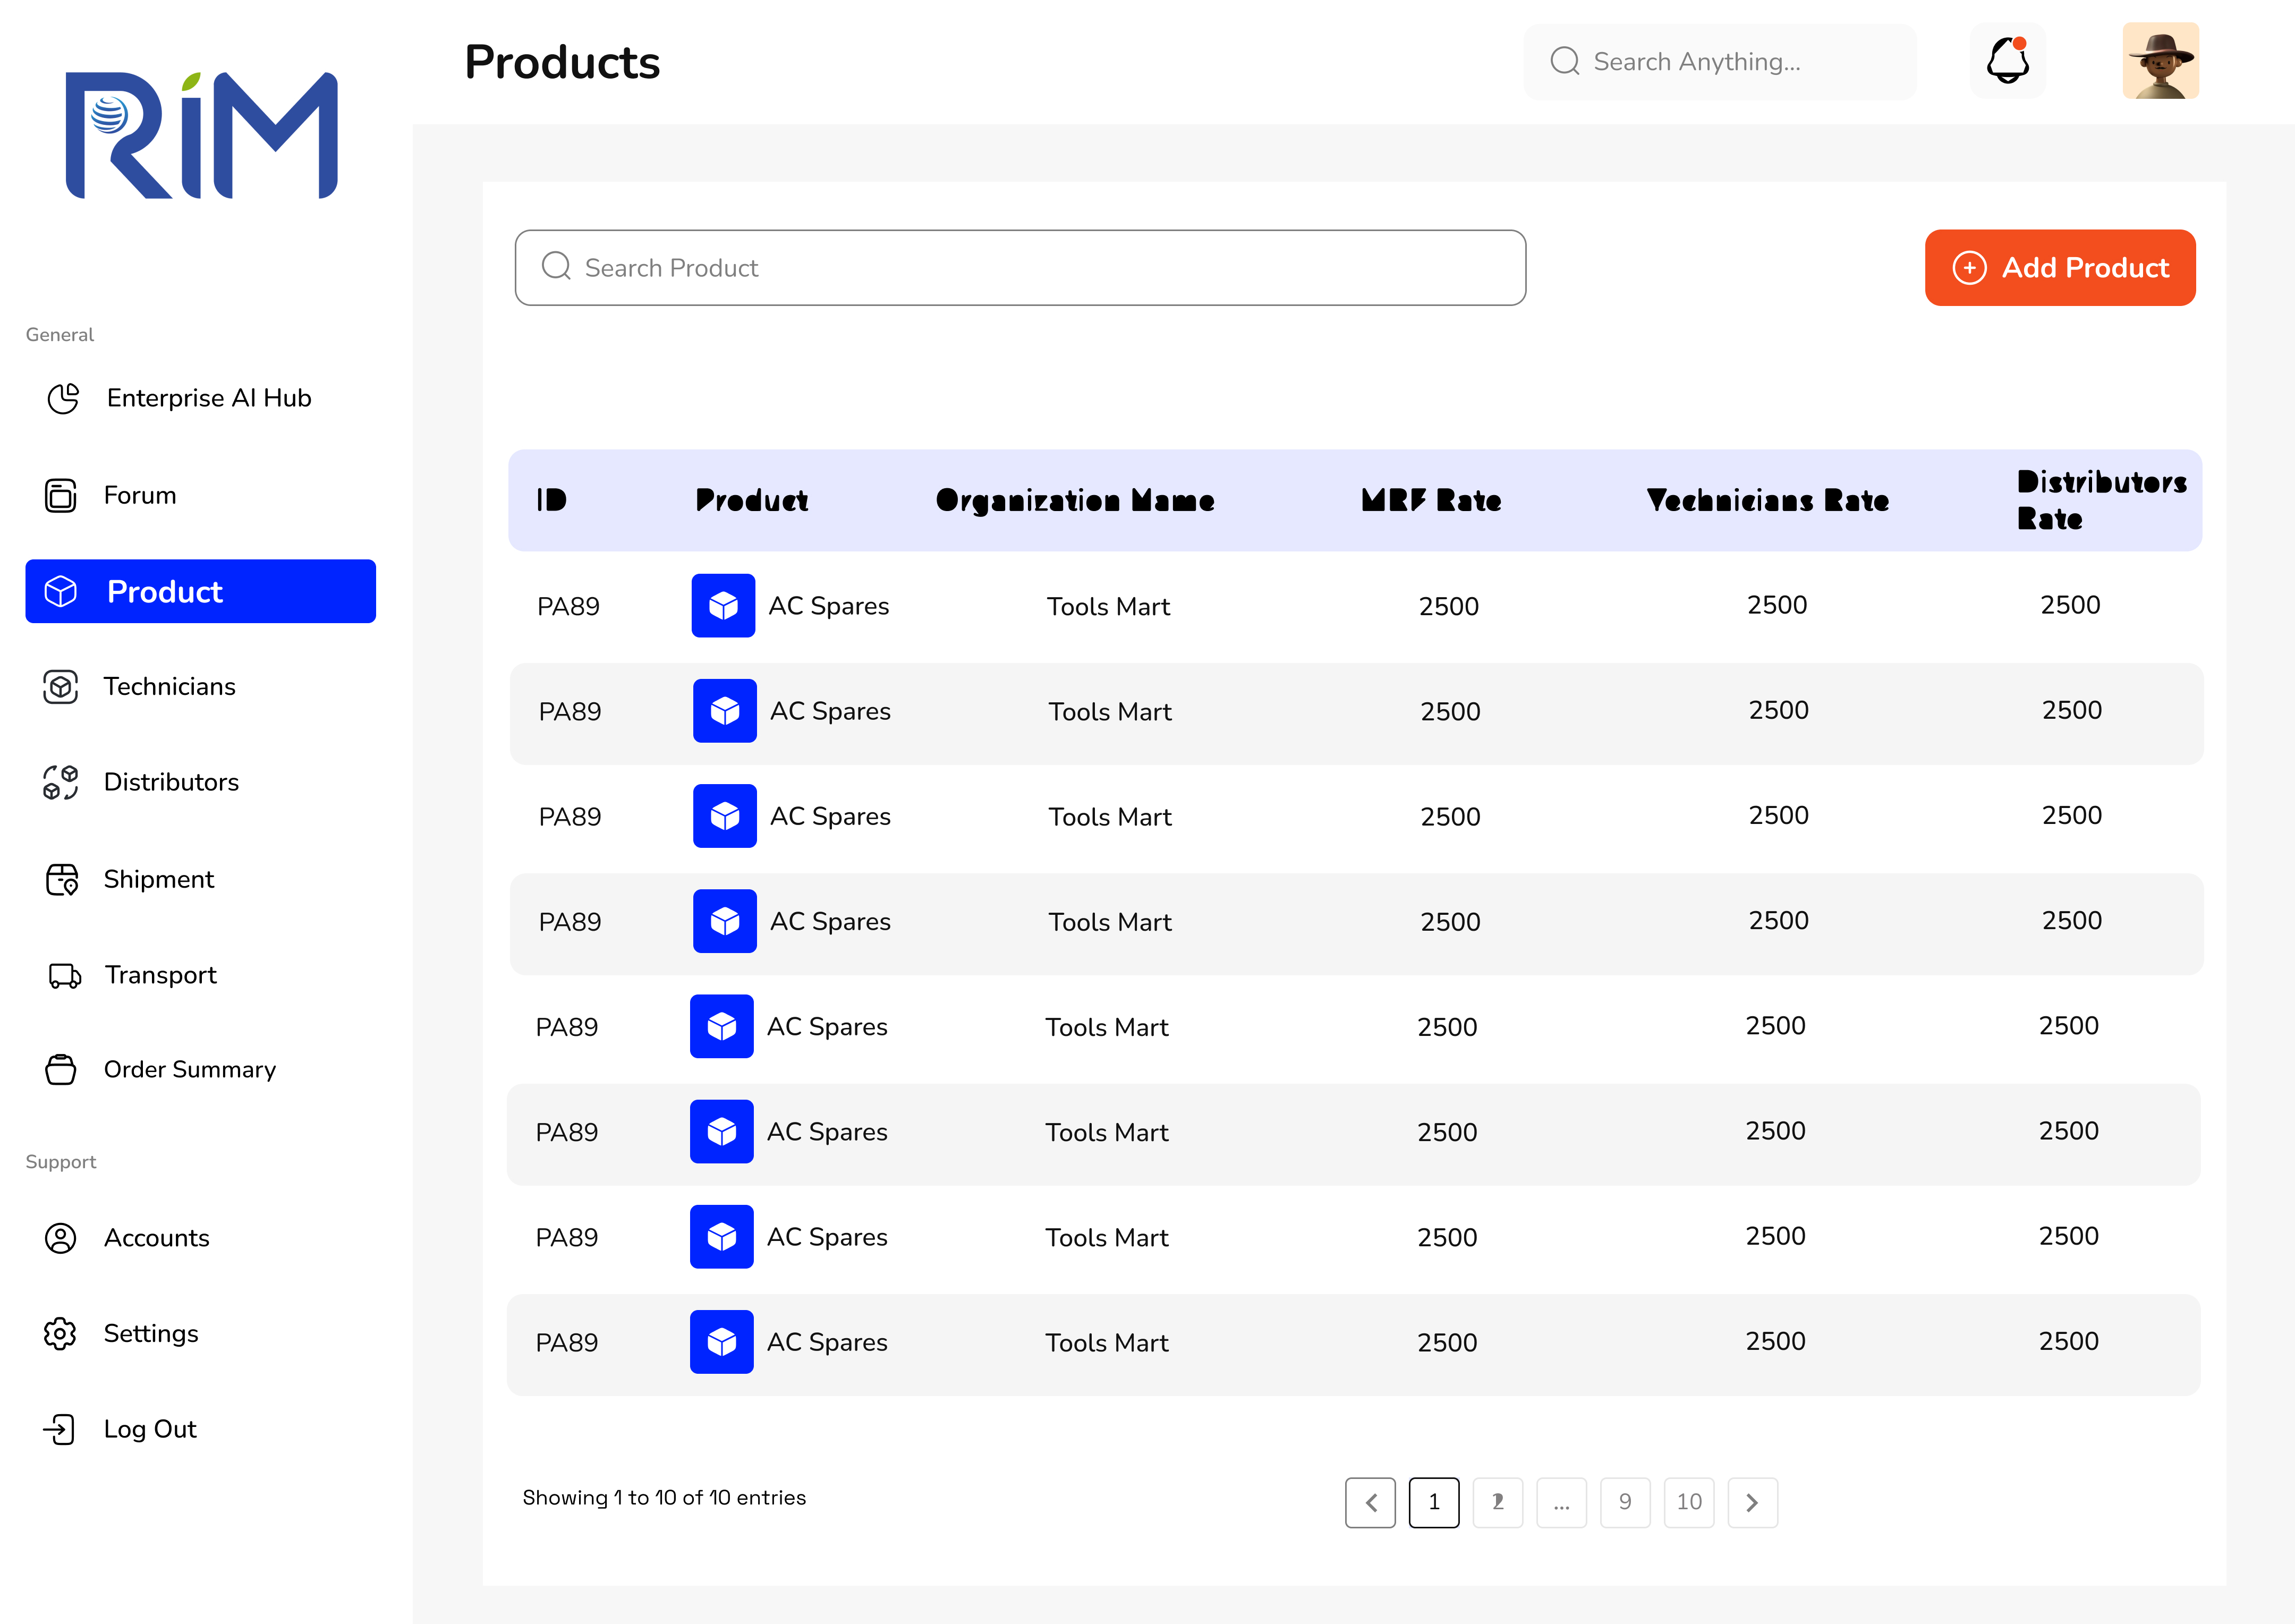 RiM
Products
Search Anything...
Search Product
Add Product
General
Enterprise AI Hub
Forum
Product
Technicians
Distributors
Shipment
Transport
Order Summary
Support
Accounts
Settings
Log Out
ID Product Organization Name MRF Rate Technicians Rate Distributors
Rate
PA89 AC Spares Tools Mart 2500 2500 2500
PA89 AC Spares Tools Mart 2500 2500 2500
PA89 AC Spares Tools Mart 2500 2500 2500
PA89 AC Spares Tools Mart 2500 2500 2500
PA89 AC Spares Tools Mart 2500 2500 2500
PA89 AC Spares Tools Mart 2500 2500 2500
PA89 AC Spares Tools Mart 2500 2500 2500
PA89 AC Spares Tools Mart 2500 2500 2500
Showing 1 to 10 of 10 entries
1 2 ... 9 10